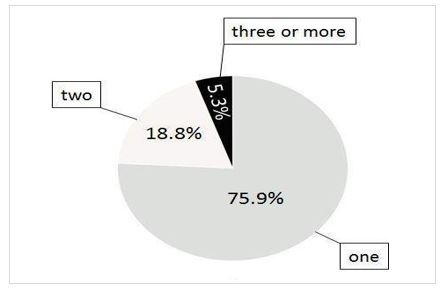 three or more
5.3%
two
18.8%
75.9%
one